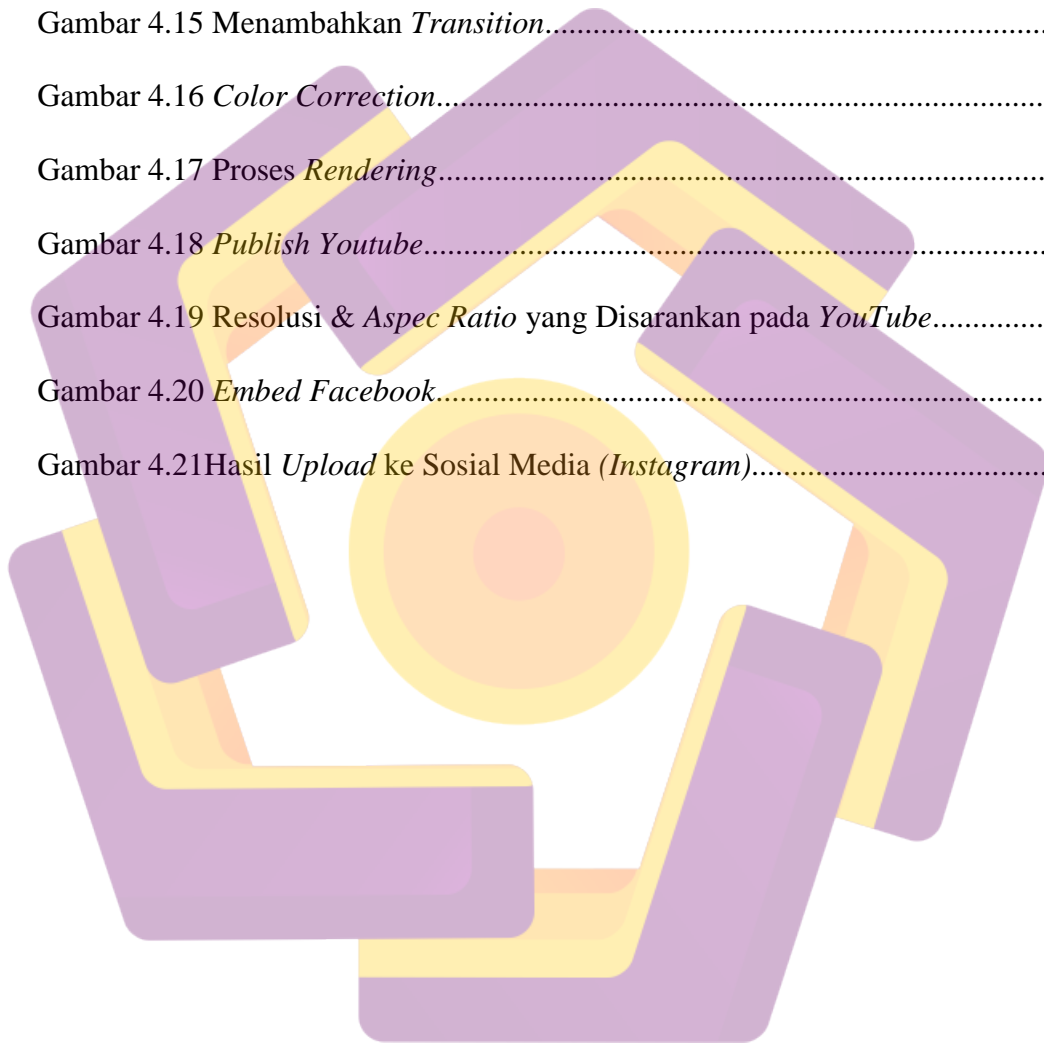 Gambar 4.15 Menambahkan Transition................................................................
Gambar 4.16 Color Correction................................................................
Gambar 4.17 Proses Rendering................................................................
Gambar 4.18 Publish Youtube................................................................
Gambar 4.19 Resolusi & Aspec Ratio yang Disarankan pada YouTube.............
Gambar 4.20 Embed Facebook................................................................
Gambar 4.21Hasil Upload ke Sosial Media (Instagram)....................................